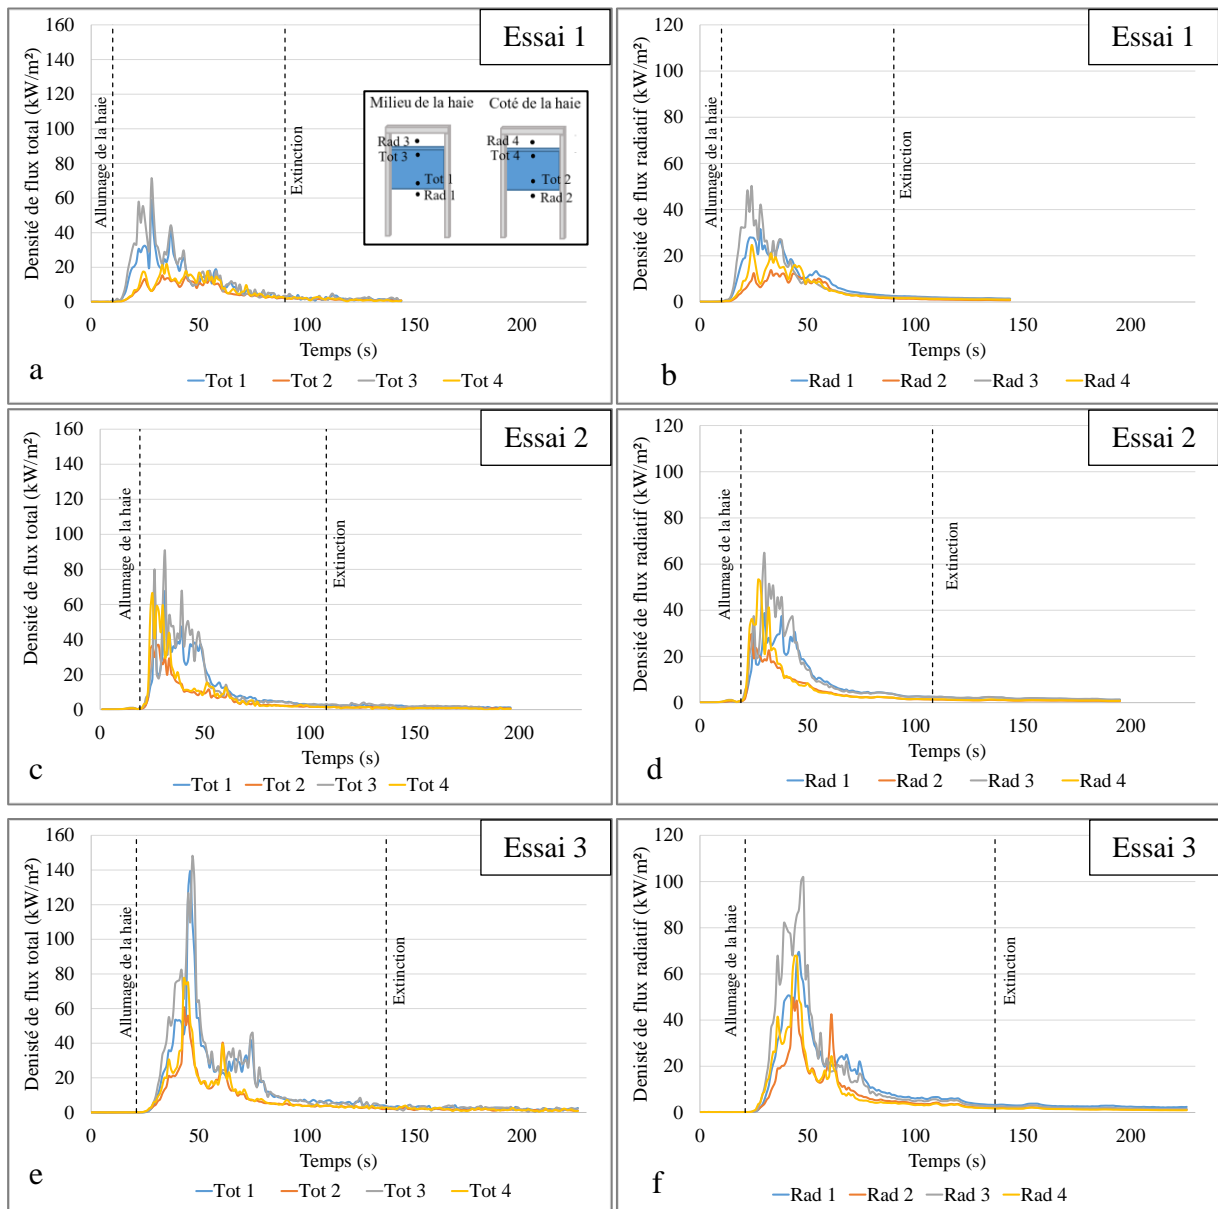 Essai 1
Densité de flux total (kW/m²)
160
140
120
100
80
60
40
20
0
Allumage de la haie
Extinction
Milieu de la haie
Coté de la haie
Rad 3
Tot 3
Tot 1
Rad 1
Rad 4
Tot 4
Tot 2
Rad 2
0 50 100 150 200
Temps (s)
a
Tot 1 Tot 2 Tot 3 Tot 4
Essai 1
Densité de flux radiatif (kW/m²)
120
100
80
60
40
20
0
Allumage de la haie
Extinction
0 50 100 150 200
Temps (s)
b
Rad 1 Rad 2 Rad 3 Rad 4
Essai 2
Densité de flux total (kW/m²)
160
140
120
100
80
60
40
20
0
Allumage de la haie
Extinction
0 50 100 150 200
Temps (s)
c
Tot 1 Tot 2 Tot 3 Tot 4
Essai 2
Densité de flux radiatif (kW/m²)
120
100
80
60
40
20
0
Allumage de la haie
Extinction
0 50 100 150 200
Temps (s)
d
Rad 1 Rad 2 Rad 3 Rad 4
Essai 3
Denisté de flux total (kW/m²)
160
140
120
100
80
60
40
20
0
Allumage de la haie
Extinction
0 50 100 150 200
Temps (s)
e
Tot 1 Tot 2 Tot 3 Tot 4
Essai 3
Densité de flux radiatif (kW/m²)
120
100
80
60
40
20
0
Allumage de la haie
Extinction
0 50 100 150 200
Temps (s)
f
Rad 1 Rad 2 Rad 3 Rad 4